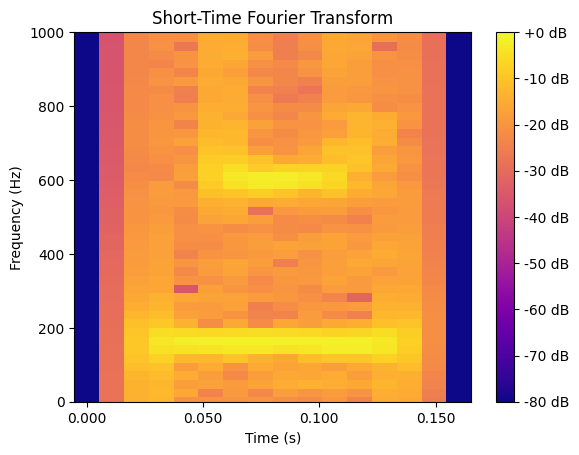 Short-Time Fourier Transform
1000
800
600
400
200
0
Frequency (Hz)
0.000
0.050
0.100
0.150
Time (s)
+0 dB
-10 dB
-20 dB
-30 dB
-40 dB
-50 dB
-60 dB
-70 dB
-80 dB